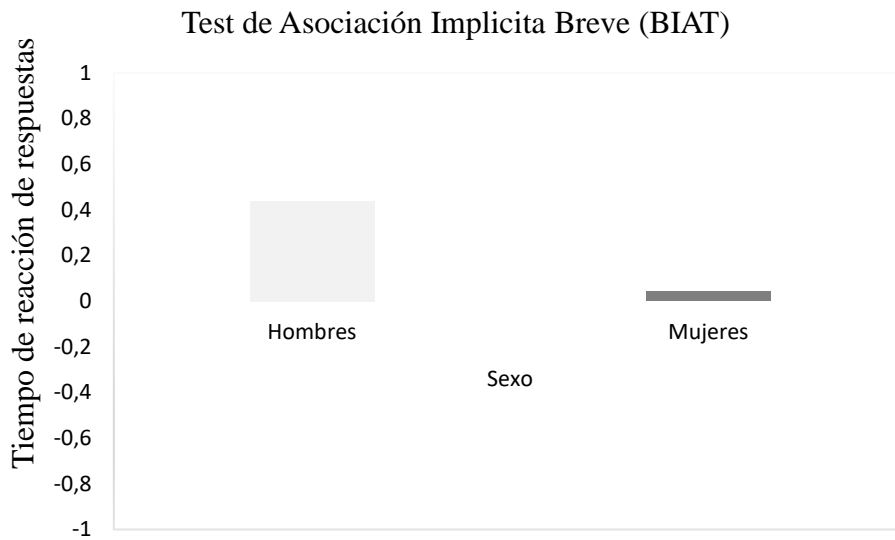 Test de Asociación Implicita Breve (BIAT)
Tiempo de reacción de respuestas
1
0,8
0,6
0,4
0,2
0
-0,2
-0,4
-0,6
-0,8
-1
Hombres
Mujeres
Sexo